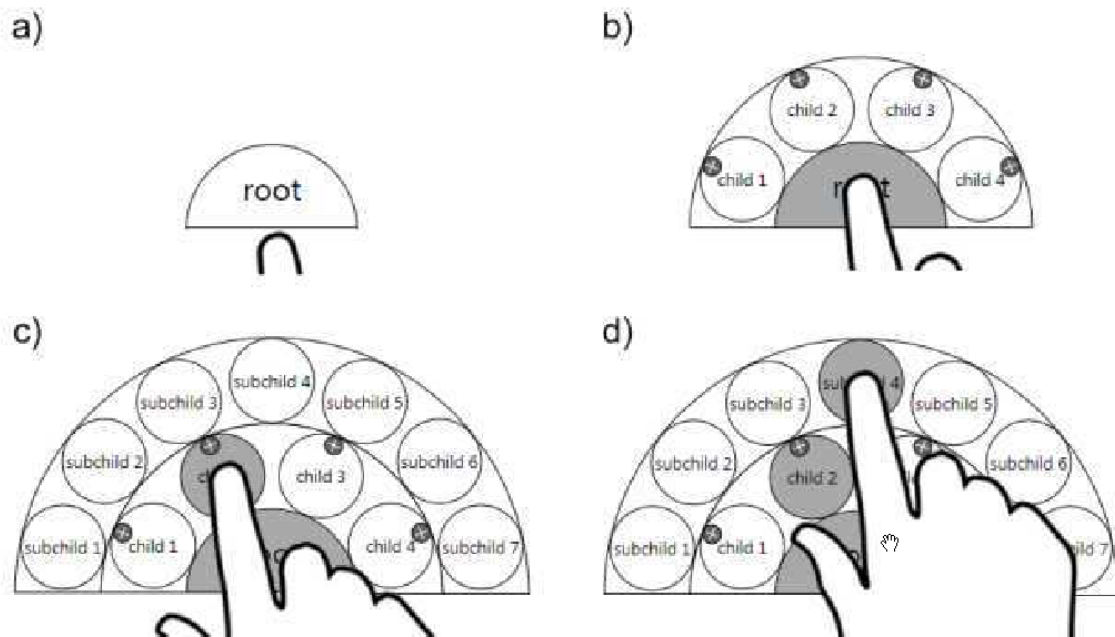 a)
root
b)
child 2
child 3
child 1
child 4
c)
subchild 4
subchild 3
subchild 5
subchild 2
subchild 6
child 3
subchild 1
child 1
child 4
subchild 7
d)
subchild 3
subchild 5
subchild 2
child 2
subchild 6
subchild 1
child 1